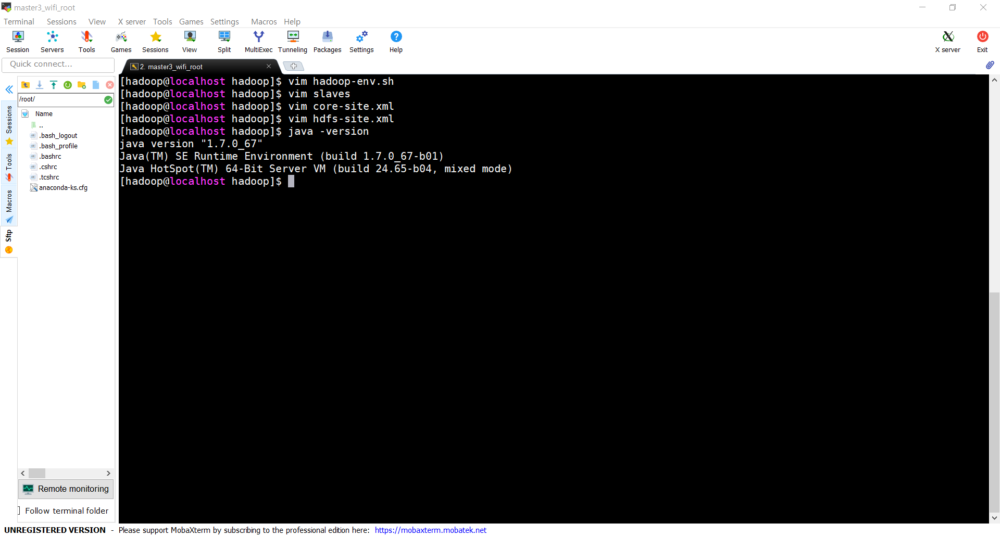 master3_wifi_root
Terminal Sessions View X server Tools Games Settings Macros Help
Session Servers Tools Games Sessions View Split MultiExec Tunneling Packages Settings Help X server Exit
Quick connect...
2. master3_wifi_root
/root/
Name
..
.bash_logout
.bash_profile
.bashrc
.cshrc
.tcshrc
anaconda-ks.cfg
Sessions
Tools
Macros
Sftp
Remote monitoring
Follow terminal folder
[hadoop@localhost hadoop]$ vim hadoop-env.sh
[hadoop@localhost hadoop]$ vim slaves
[hadoop@localhost hadoop]$ vim core-site.xml
[hadoop@localhost hadoop]$ vim hdfs-site.xml
[hadoop@localhost hadoop]$ java -version
java version "1.7.0_67"
Java(TM) SE Runtime Environment (build 1.7.0_67-b01)
Java HotSpot(TM) 64-Bit Server VM (build 24.65-b04, mixed mode)
[hadoop@localhost hadoop]$
UNREGISTERED VERSION - Please support MobaXterm by subscribing to the professional edition here: https://mobaxterm.mobatek.net